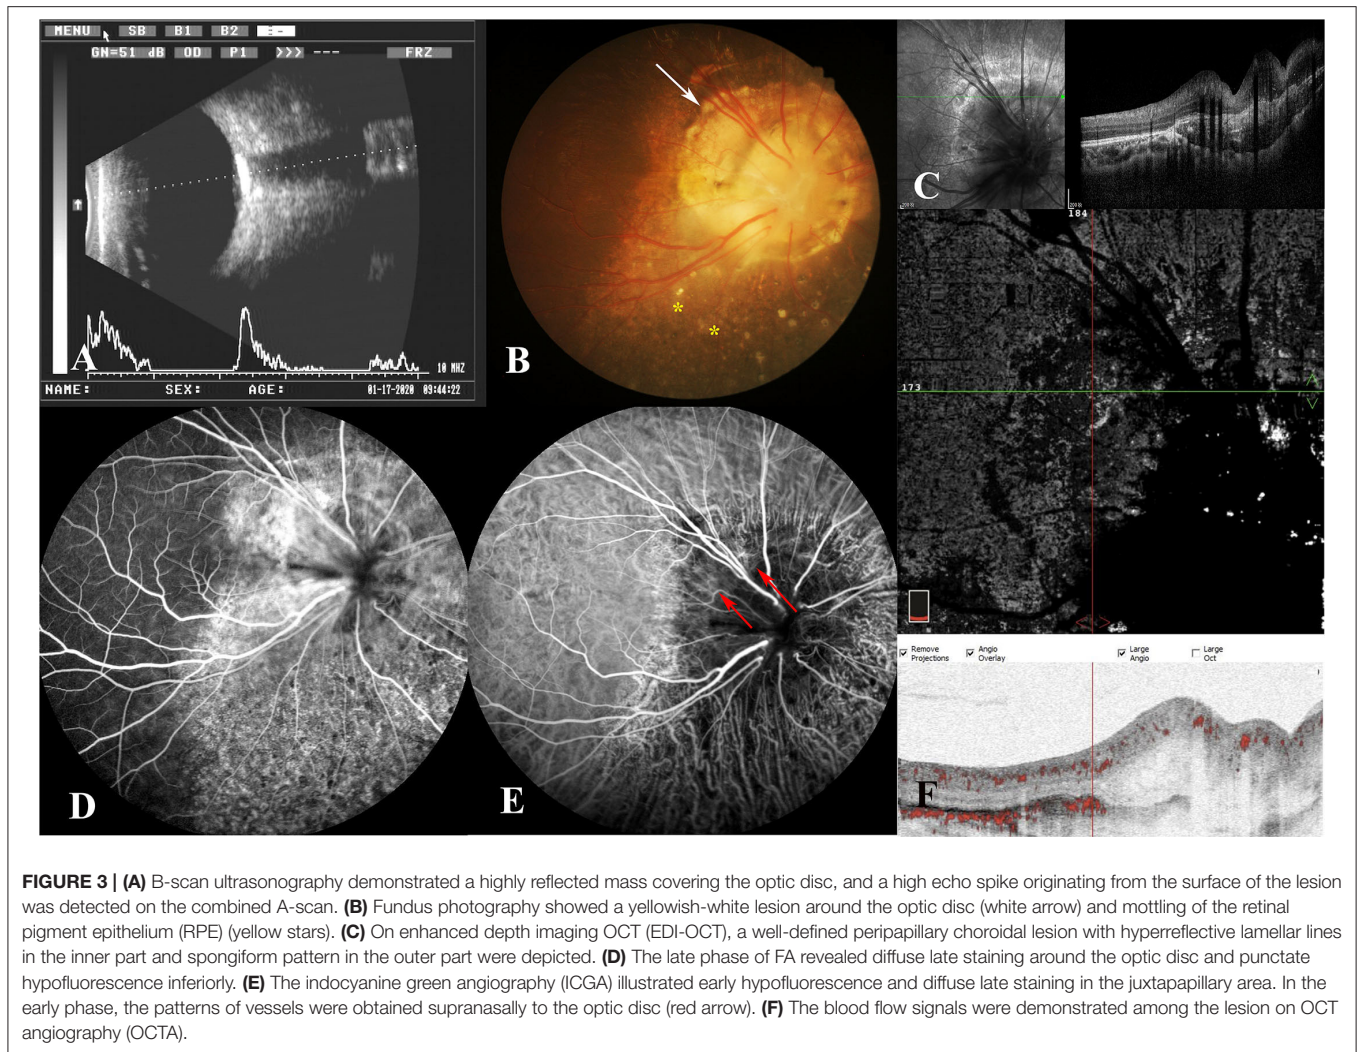 MENU SB B1 B2
GN=51 dB OD P1 >>> --- FRZ
A
10 MHZ
NAME: SEX: AGE: 01-17-2020 09:44:22
B
*
*
C
184
173
D
E
Remove Projections Angio Overlay Large Angio Large Oct
F
FIGURE 3 | (A) B-scan ultrasonography demonstrated a highly reflected mass covering the optic disc, and a high echo spike originating from the surface of the lesion
was detected on the combined A-scan. (B) Fundus photography showed a yellowish-white lesion around the optic disc (white arrow) and mottling of the retinal
pigment epithelium (RPE) (yellow stars). (C) On enhanced depth imaging OCT (EDI-OCT), a well-defined peripapillary choroidal lesion with hyperreflective lamellar lines
in the inner part and spongiform pattern in the outer part were depicted. (D) The late phase of FA revealed diffuse late staining around the optic disc and punctate
hypofluorescence inferiorly. (E) The indocyanine green angiography (ICGA) illustrated early hypofluorescence and diffuse late staining in the juxtapapillary area. In the
early phase, the patterns of vessels were obtained supranasally to the optic disc (red arrow). (F) The blood flow signals were demonstrated among the lesion on OCT
angiography (OCTA).